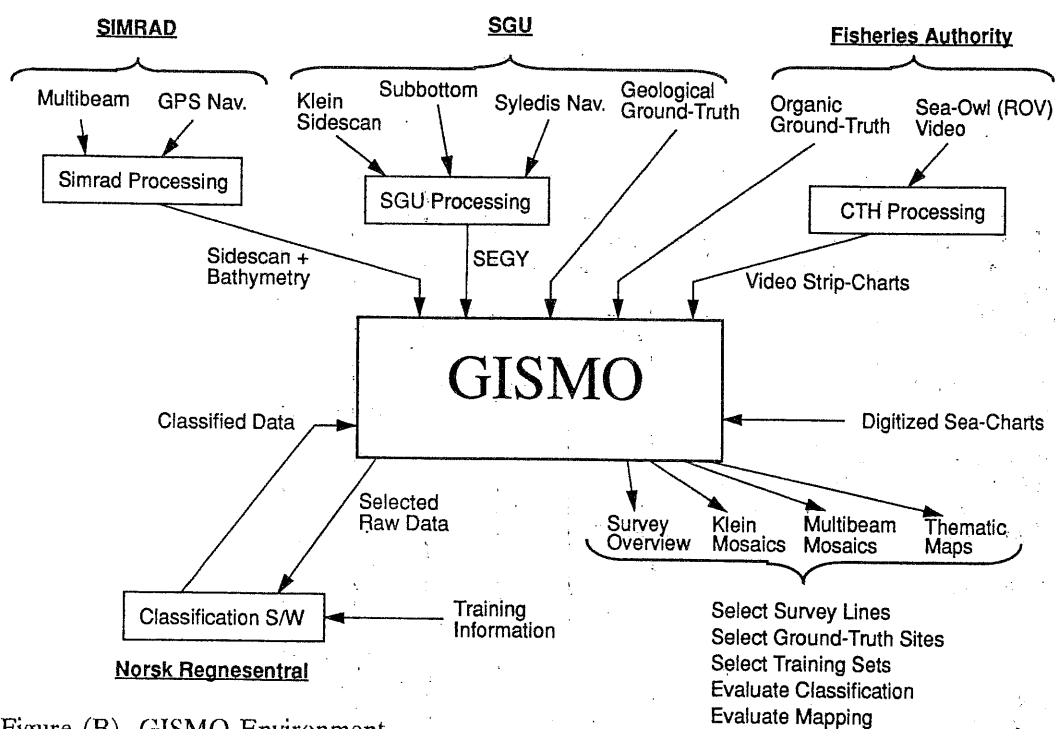 SIMRAD
SGU
Fisheries Authority
Multibeam
GPS Nav.
Klein
Sidescan
Subbottom
Syledis Nav.
Geological
Ground-Truth
Organic
Ground-Truth
Sea-Owl (ROV)
Video
Simrad Processing
SGU Processing
CTH Processing
Sidescan +
Bathymetry
SEGY
Video Strip-Charts
GISMO
Classified Data
Digitized Sea-Charts
Selected
Raw Data
Survey
Overview
Klein
Mosaics
Multibeam
Mosaics
Thematic
Maps
Classification S/W
Training
Information
Norsk Regnesentral
Select Survey Lines
Select Ground-Truth Sites
Select Training Sets
Evaluate Classification
Evaluate Mapping
Figure (B) GISMO Environment